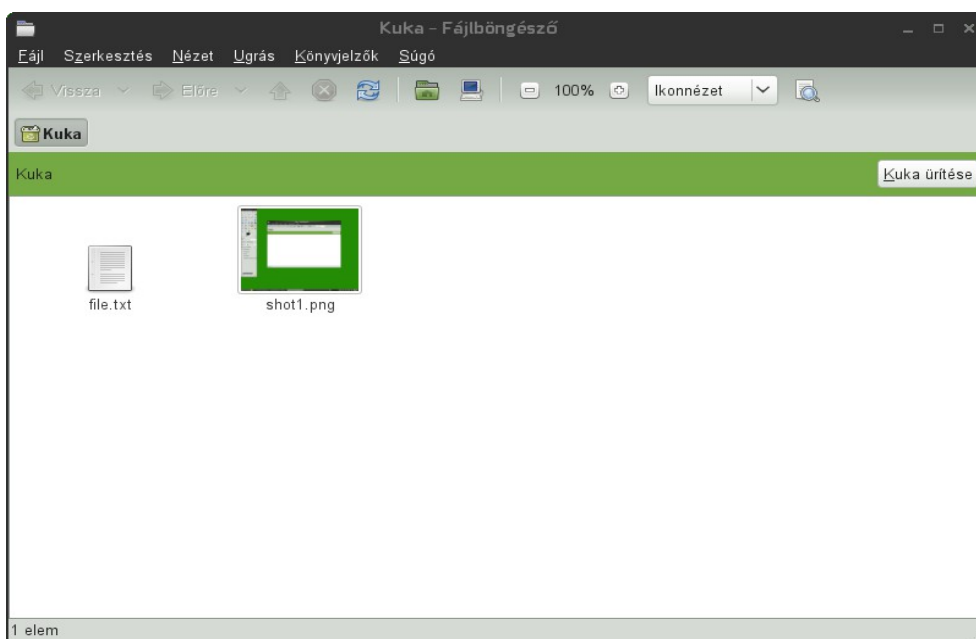 Kuka – Fájlböngésző
Fájl Szerkesztés Nézet Ugrás Könyvjelzők Súgó
Vissza Előre 100% Ikonnézet
Kuka
Kuka Kuka ürítése
file.txt shot1.png
1 elem